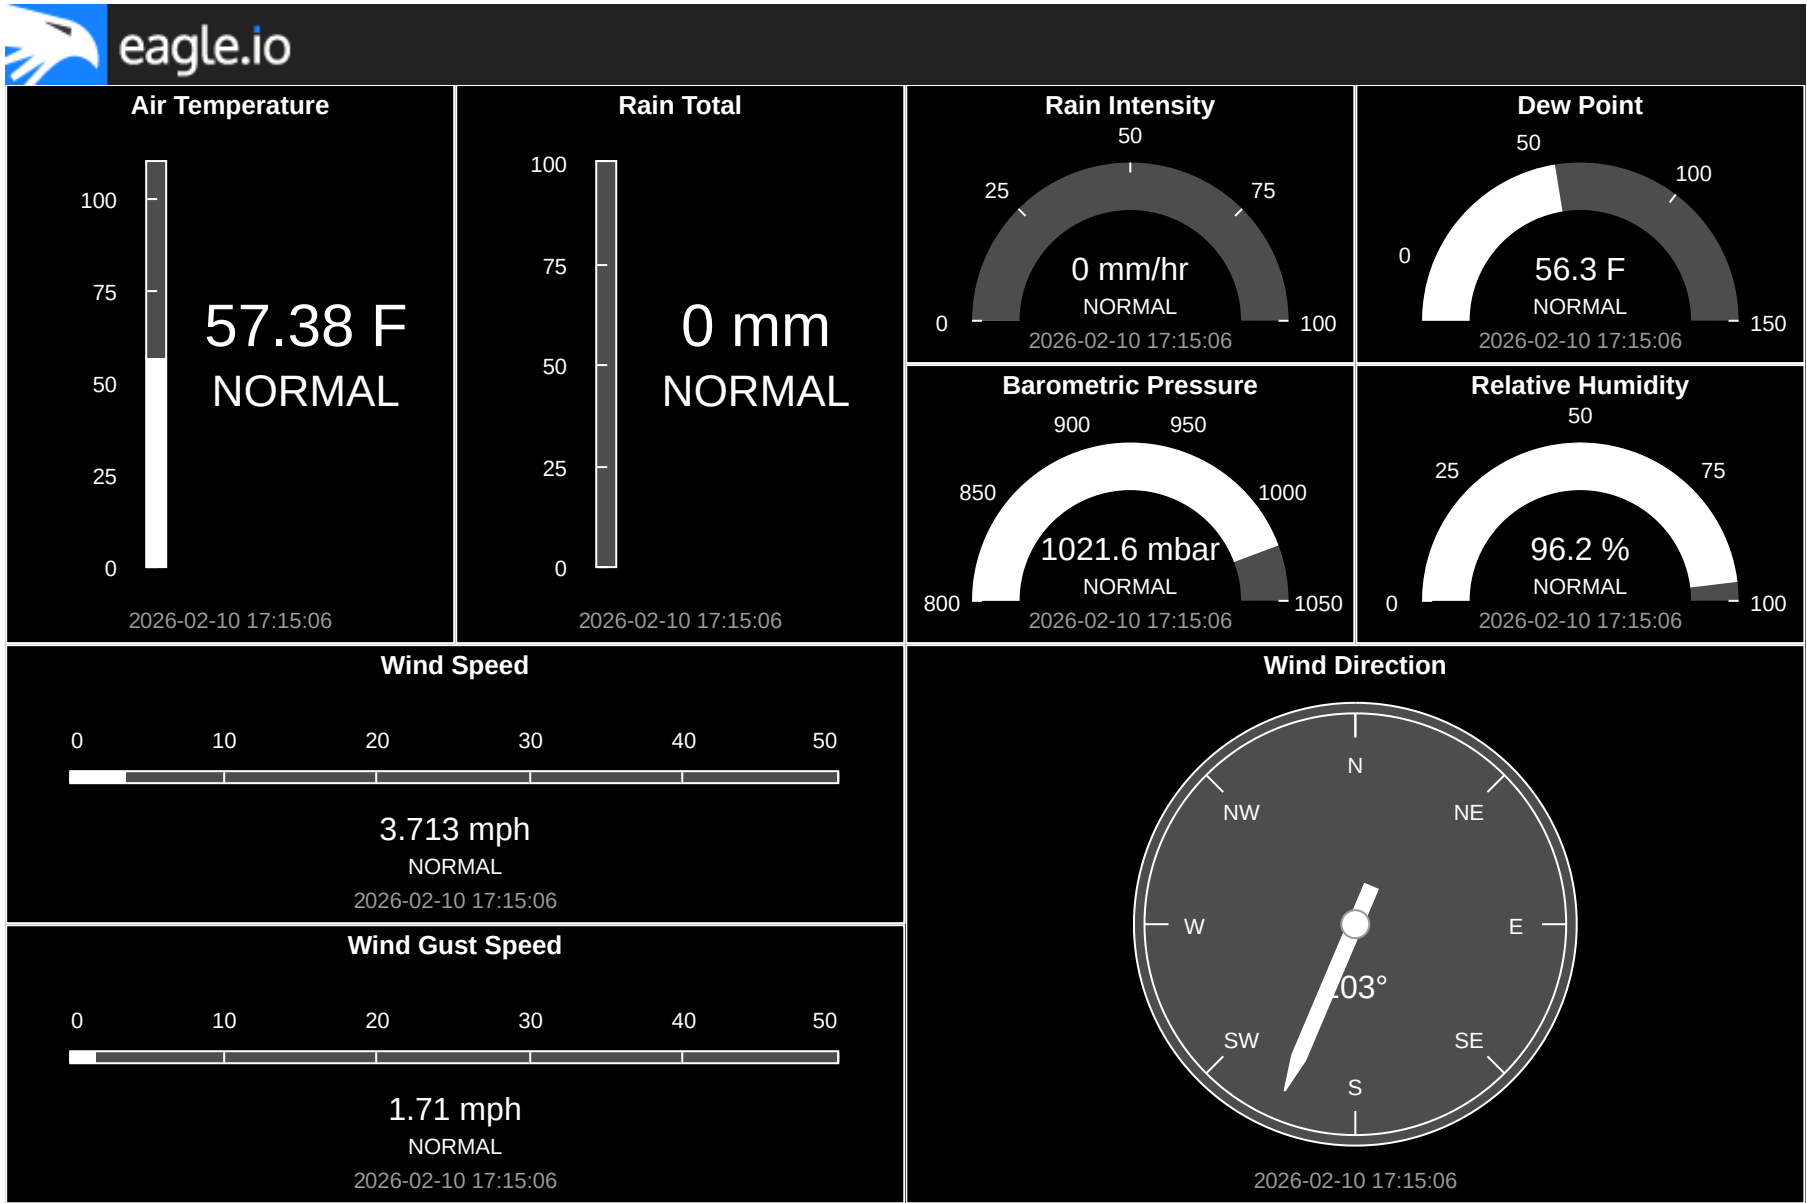 eagle.io
Air Temperature
100
75
50
25
0
57.38 F
NORMAL
2026-02-10 17:15:06
Rain Total
100
75
50
25
0
0 mm
NORMAL
2026-02-10 17:15:06
Rain Intensity
0
25
50
75
100
0 mm/hr
NORMAL
2026-02-10 17:15:06
Dew Point
0
50
100
150
56.3 F
NORMAL
2026-02-10 17:15:06
Barometric Pressure
800
850
900
950
1000
1050
1021.6 mbar
NORMAL
2026-02-10 17:15:06
Relative Humidity
0
25
50
75
100
96.2 %
NORMAL
2026-02-10 17:15:06
Wind Speed
0 10 20 30 40 50
3.713 mph
NORMAL
2026-02-10 17:15:06
Wind Gust Speed
0 10 20 30 40 50
1.71 mph
NORMAL
2026-02-10 17:15:06
Wind Direction
N
NW NE
W E
SW SE
S
2026-02-10 17:15:06